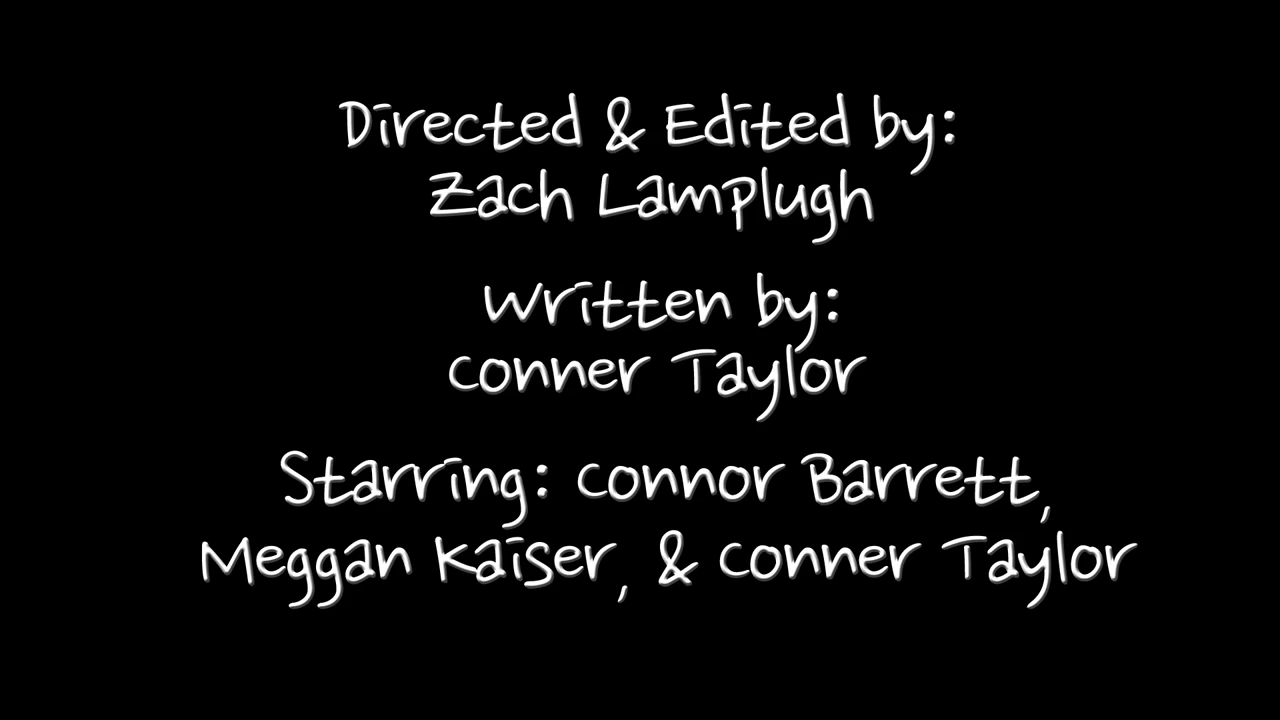 Directed & Edited by:
Zach Lamplugh
Written by:
Conner Taylor
Starring: Connor Barrett,
Meggan Kaiser, & Conner Taylor